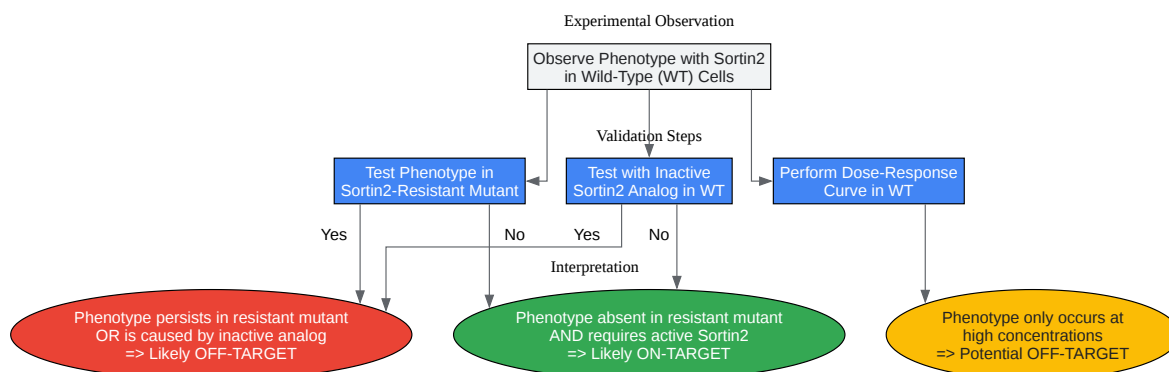 Experimental Observation
Observe Phenotype with Sortin2
in Wild-Type (WT) Cells
Validation Steps
Test Phenotype in
Sortin2-Resistant Mutant
Test with Inactive
Sortin2 Analog in WT
Perform Dose-Response
Curve in WT
Yes
No
Yes
No
Interpretation
Phenotype persists in resistant mutant
OR is caused by inactive analog
=> Likely OFF-TARGET
Phenotype absent in resistant mutant
AND requires active Sortin2
=> Likely ON-TARGET
Phenotype only occurs at
high concentrations
=> Potential OFF-TARGET